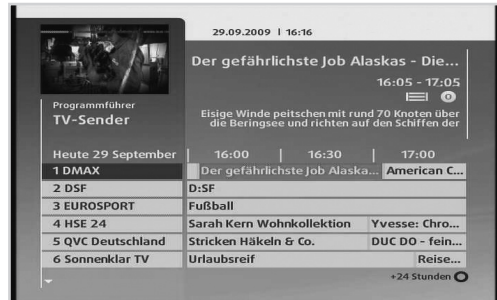 29.09.2009 | 16:16
Der gefährlichste Job Alaskas - Die...
16:05 - 17:05
Programmführer
TV-Sender
Eisige Winde peitschen mit rund 70 Knoten über
die Beringsee und richten auf den Schiffen der
Heute 29 September | 16:00 | 16:30 | 17:00
1 DMAX Der gefährlichste Job Alaska... American C...
2 DSF D:SF
3 EUROSPORT Fußball
4 HSE 24 Sarah Kern Wohnkollektion Yvesse: Chro...
5 QVC Deutschland Stricken Häkeln & Co. DUC DO - fein...
6 Sonnenklar TV Urlaubsreif Reise...
+24 Stunden